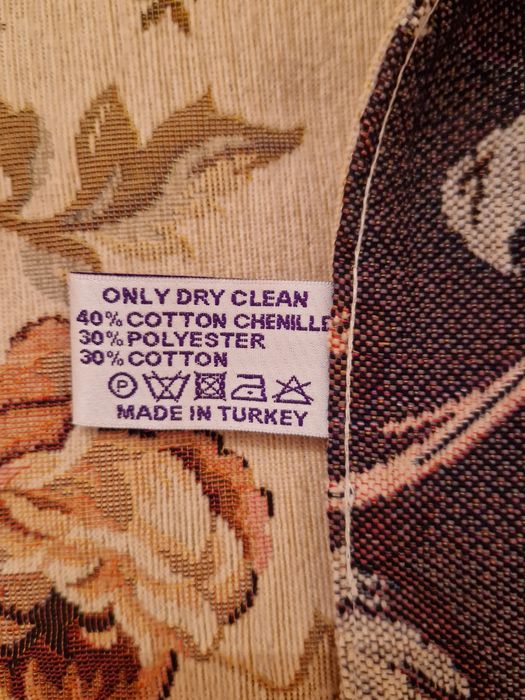 ONLY DRY CLEAN
40% COTTON CHENILLE
30% POLYESTER
30% COTTON
P
MADE IN TURKEY